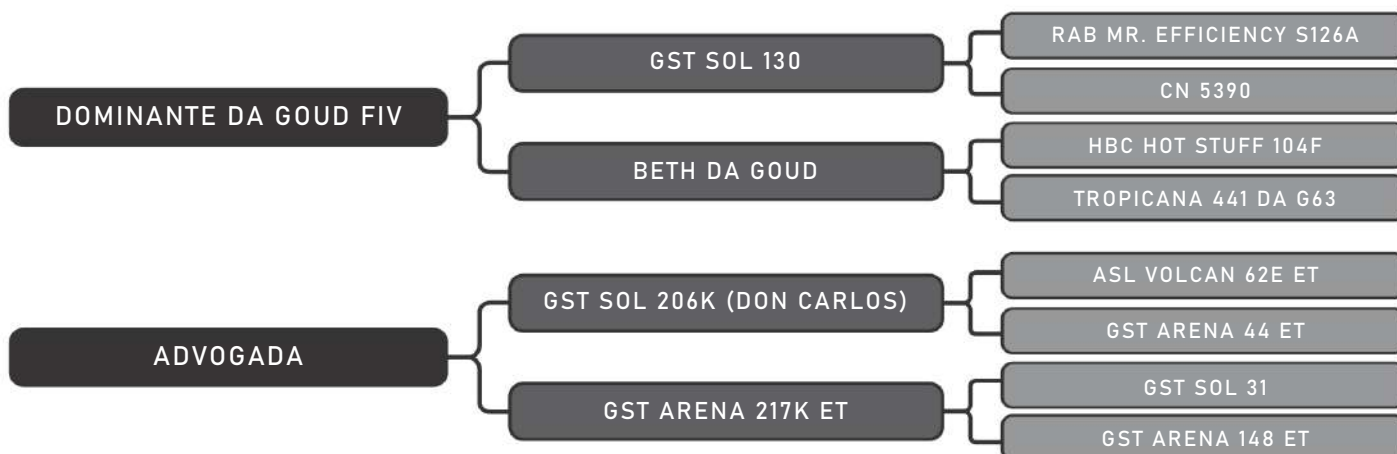 DOMINANTE DA GOUD FIV
GST SOL 130
RAB MR. EFFICIENCY S126A
CN 5390
BETH DA GOUD
HBC HOT STUFF 104F
TROPICANA 441 DA G63
ADVOGADA
GST SOL 206K (DON CARLOS)
ASL VOLCAN 62E ET
GST ARENA 44 ET
GST ARENA 217K ET
GST SOL 31
GST ARENA 148 ET